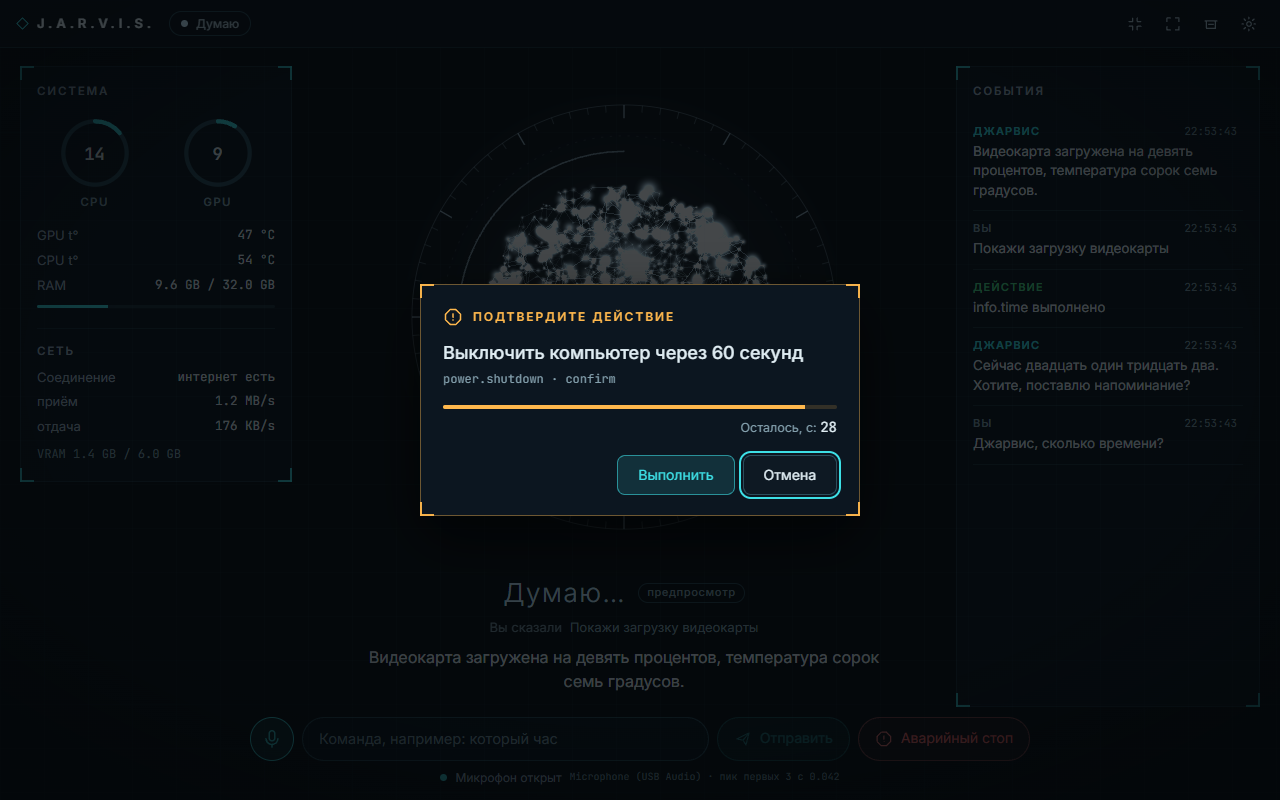 J.A.R.V.I.S.
Думаю
СИСТЕМА
14
9
CPU
GPU
GPU t° 47 °C
CPU t° 54 °C
RAM 9.6 GB / 32.0 GB
СЕТЬ
Соединение интернет есть
приём 1.2 MB/s
отдача 176 KB/s
VRAM 1.4 GB / 6.0 GB
ПОДТВЕРДИТЕ ДЕЙСТВИЕ
Выключить компьютер через 60 секунд
power.shutdown · confirm
Осталось, с: 28
Выполнить
Отмена
Думаю…
предпросмотр
Вы сказали Покажи загрузку видеокарты
Видеокарта загружена на девять процентов, температура сорок
семь градусов.
Команда, например: который час
Отправить
Аварийный стоп
Микрофон открыт Microphone (USB Audio) · пик первых 3 с 0.042
СОБЫТИЯ
ДЖАРВИС 22:53:43
Видеокарта загружена на девять
процентов, температура сорок семь
градусов.
ВЫ 22:53:43
Покажи загрузку видеокарты
ДЕЙСТВИЕ 22:53:43
info.time выполнено
ДЖАРВИС 22:53:43
Сейчас двадцать один тридцать два.
Хотите, поставлю напоминание?
ВЫ 22:53:43
Джарвис, сколько времени?